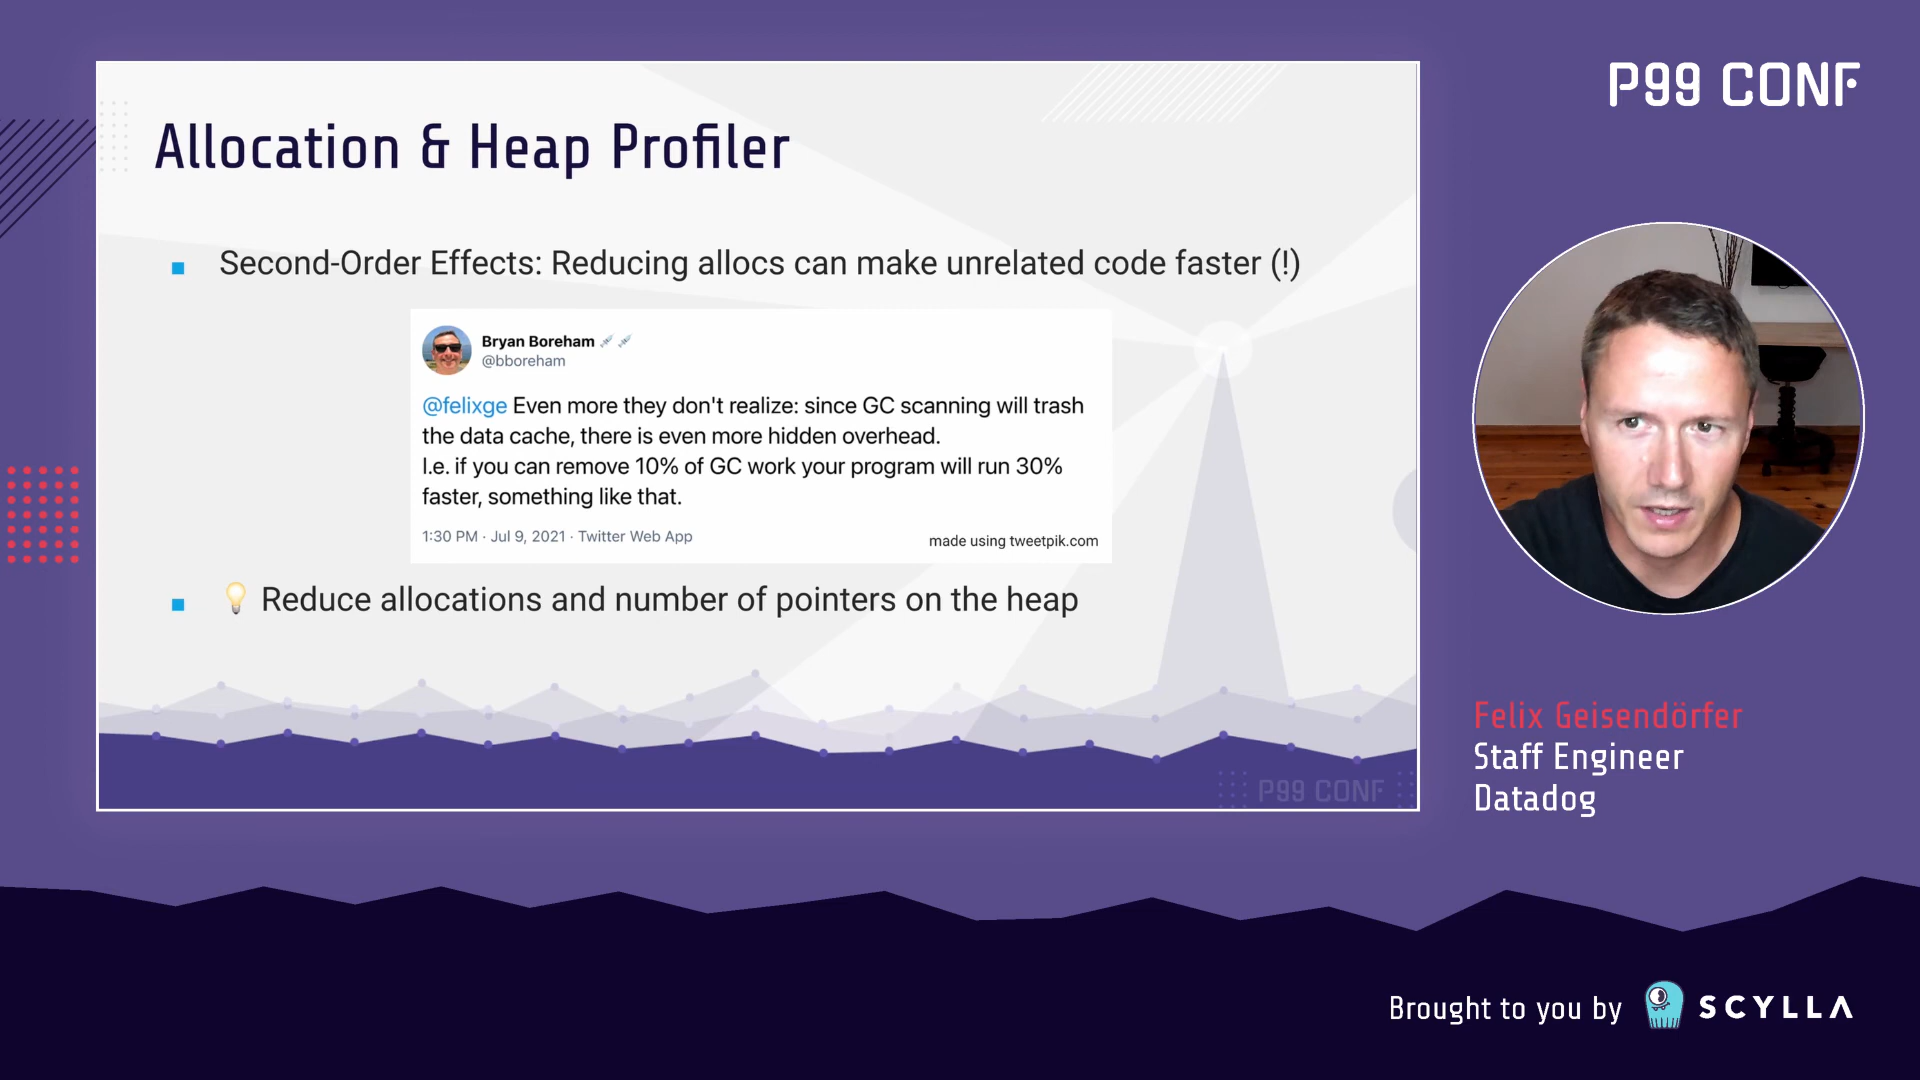 P99 CONF
Allocation & Heap Profiler
Second-Order Effects: Reducing allocs can make unrelated code faster (!)
Bryan Boreham
@bboreham
@felixge Even more they don't realize: since GC scanning will trash
the data cache, there is even more hidden overhead.
I.e. if you can remove 10% of GC work your program will run 30%
faster, something like that.
1:30 PM · Jul 9, 2021 · Twitter Web App
made using tweetpik.com
Reduce allocations and number of pointers on the heap
P99 CONF
Felix Geisendörfer
Staff Engineer
Datadog
Brought to you by SCYLLA